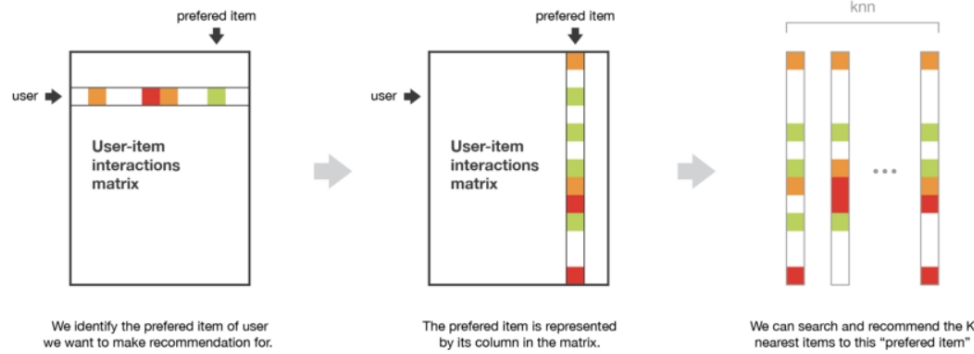 prefered item
user
User-item
interactions
matrix
We identify the prefered item of user
we want to make recommendation for.
prefered item
user
User-item
interactions
matrix
The prefered item is represented
by its column in the matrix.
knn
...
We can search and recommend the K
nearest items to this “prefered item”